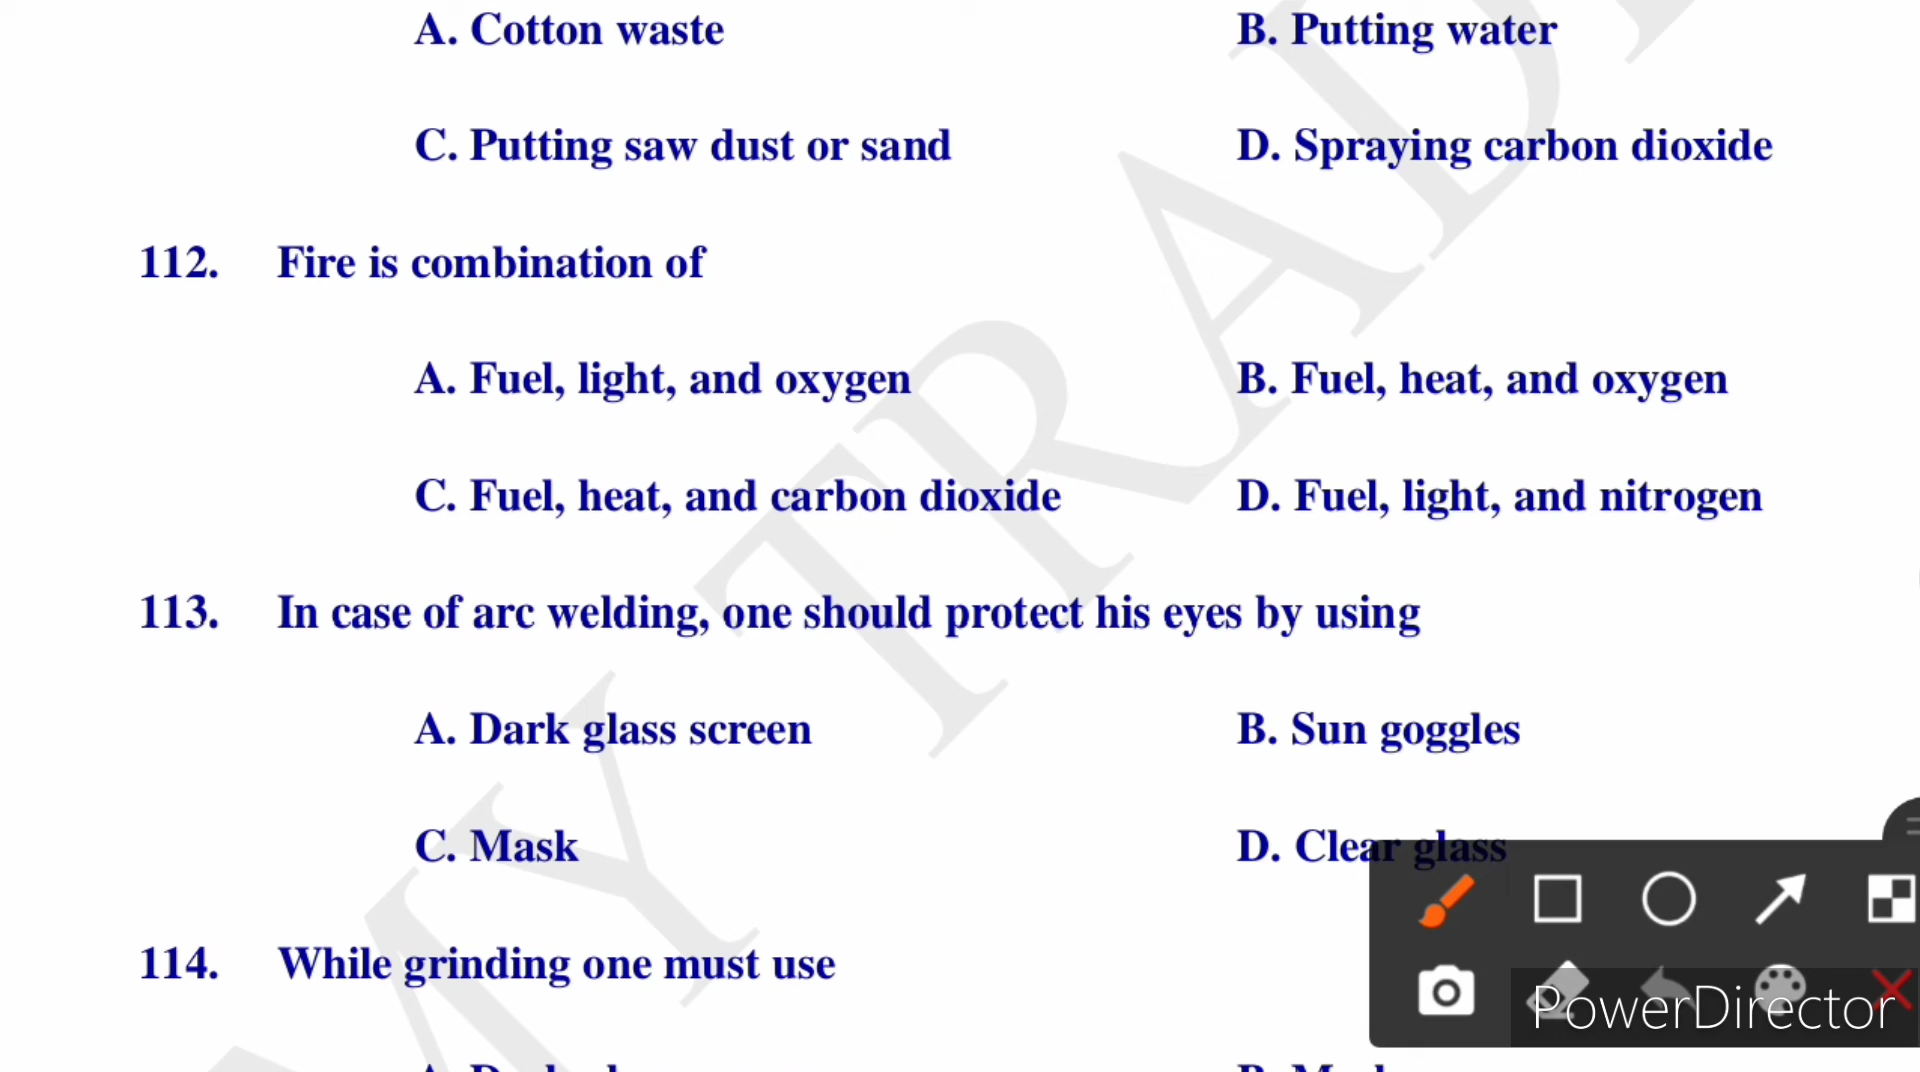 A. Cotton waste
B. Putting water
C. Putting saw dust or sand
D. Spraying carbon dioxide
112. Fire is combination of
A. Fuel, light, and oxygen
B. Fuel, heat, and oxygen
C. Fuel, heat, and carbon dioxide
D. Fuel, light, and nitrogen
113. In case of arc welding, one should protect his eyes by using
A. Dark glass screen
B. Sun goggles
C. Mask
D. Clear glass
114. While grinding one must use
MY TRAD
PowerDirector